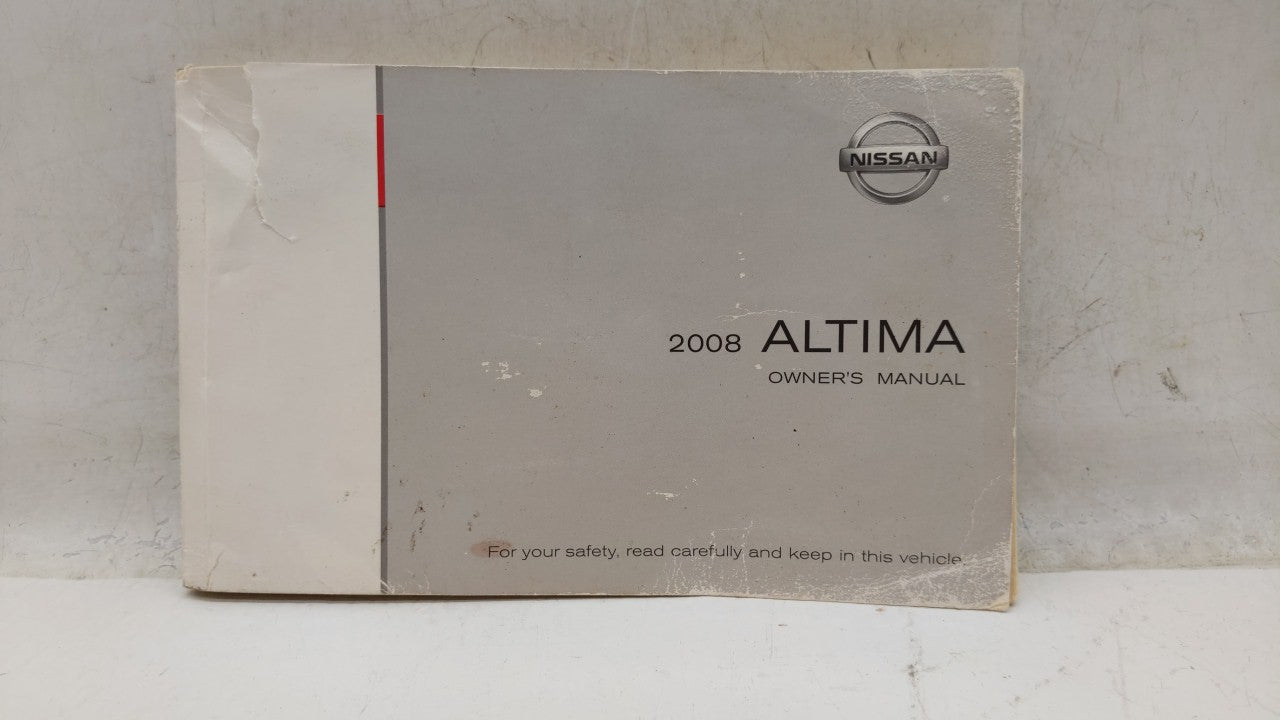 NISSAN
2008 ALTIMA
OWNER'S MANUAL
For your safety, read carefully and keep in this vehicle.